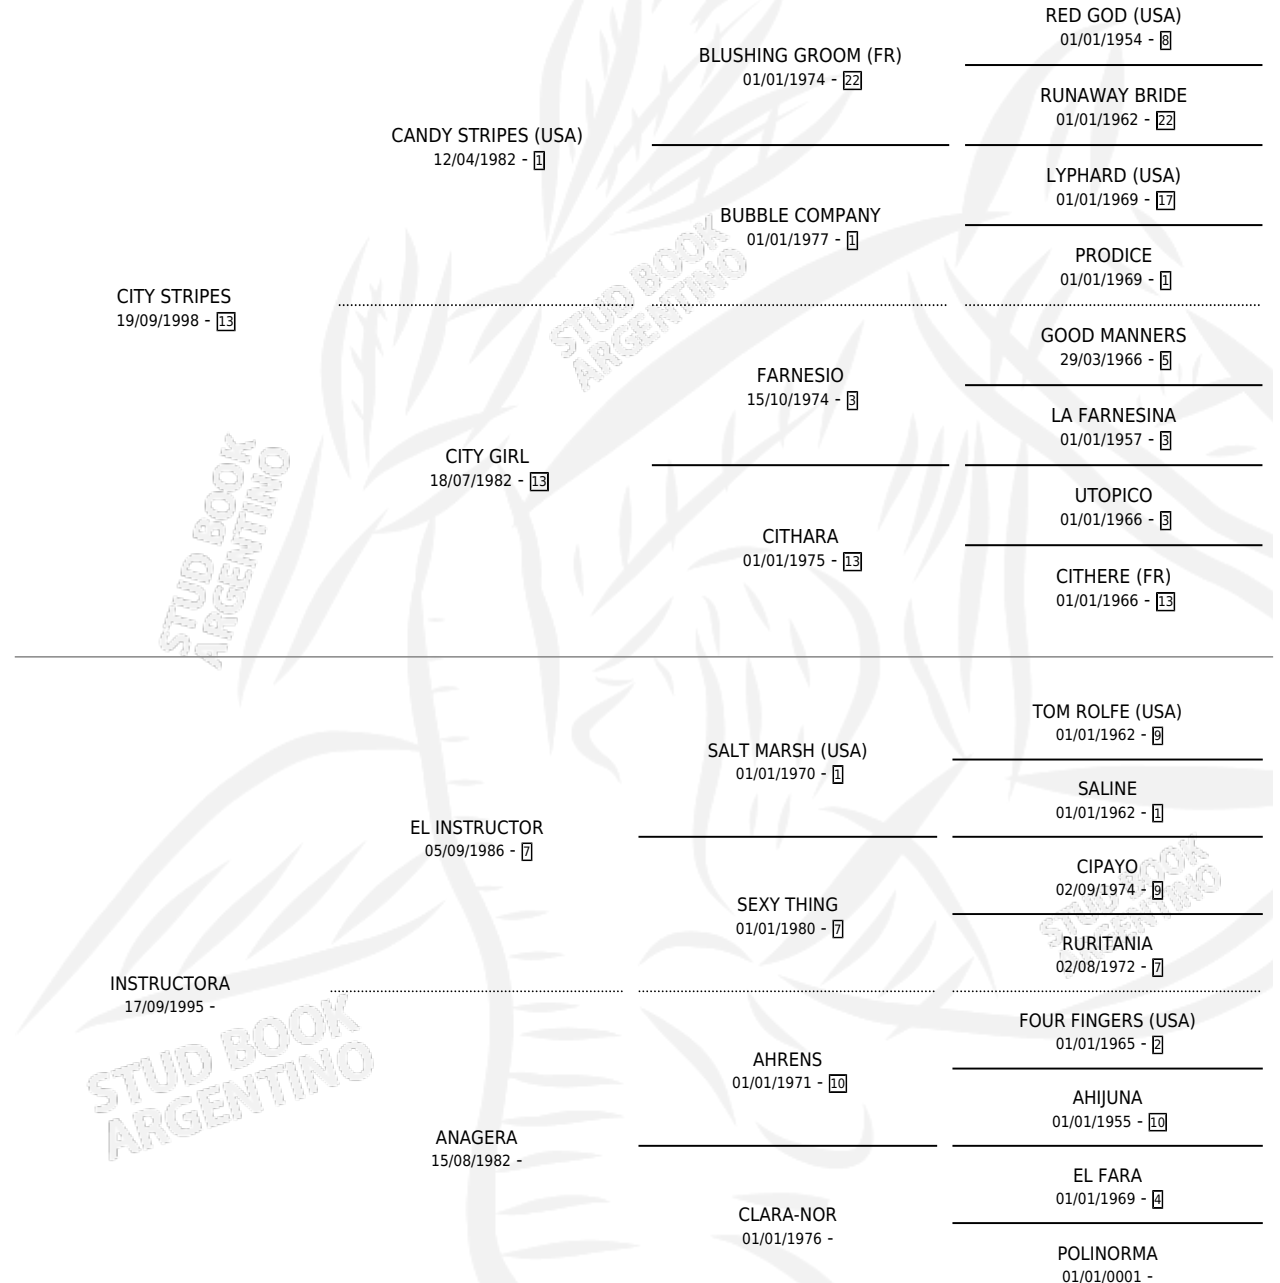 RED GOD (USA)
01/01/1954 - 8
BLUSHING GROOM (FR)
01/01/1974 - 22
RUNAWAY BRIDE
01/01/1962 - 22
CANDY STRIPES (USA)
12/04/1982 - 1
LYPHARD (USA)
01/01/1969 - 17
BUBBLE COMPANY
01/01/1977 - 1
PRODICE
01/01/1969 - 1
CITY STRIPES
19/09/1998 - 13
GOOD MANNERS
29/03/1966 - 5
FARNESIO
15/10/1974 - 3
LA FARNESINA
01/01/1957 - 3
CITY GIRL
18/07/1982 - 13
UTOPICO
01/01/1966 - 3
CITHARA
01/01/1975 - 13
CITHERE (FR)
01/01/1966 - 13
STUD BOOK
ARGENTINO
STUD BOOK
ARGENTINO
TOM ROLFE (USA)
01/01/1962 - 9
SALT MARSH (USA)
01/01/1970 - 1
SALINE
01/01/1962 - 1
EL INSTRUCTOR
05/09/1986 - 7
CIPAYO
02/09/1974 - 9
SEXY THING
01/01/1980 - 7
RURITANIA
02/08/1972 - 7
INSTRUCTORA
17/09/1995 -
FOUR FINGERS (USA)
01/01/1965 - 2
AHRENS
01/01/1971 - 10
AHIJUNA
01/01/1955 - 10
ANAGERA
15/08/1982 -
EL FARA
01/01/1969 - 4
CLARA-NOR
01/01/1976 -
POLINORMA
01/01/0001 -
STUD BOOK
ARGENTINO
STUD BOOK
ARGENTINO